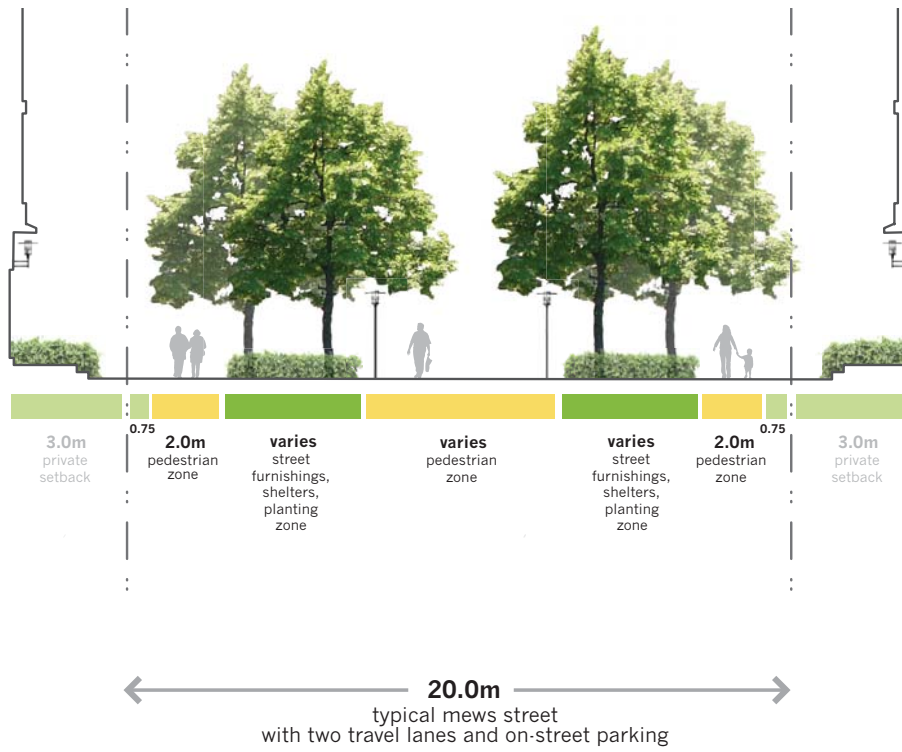 0.75
0.75
3.0m
private
setback
2.0m
pedestrian
zone
varies
street
furnishings,
shelters,
planting
zone
varies
pedestrian
zone
varies
street
furnishings,
shelters,
planting
zone
2.0m
pedestrian
zone
3.0m
private
setback
20.0m
typical mews street
with two travel lanes and on-street parking